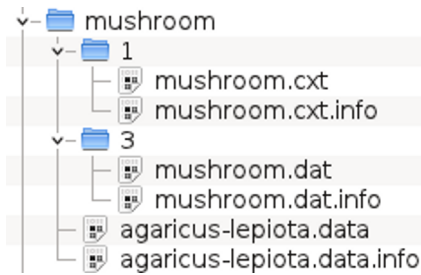 mushroom
1
mushroom.cxt
mushroom.cxt.info
3
mushroom.dat
mushroom.dat.info
agaricus-lepiota.data
agaricus-lepiota.data.info